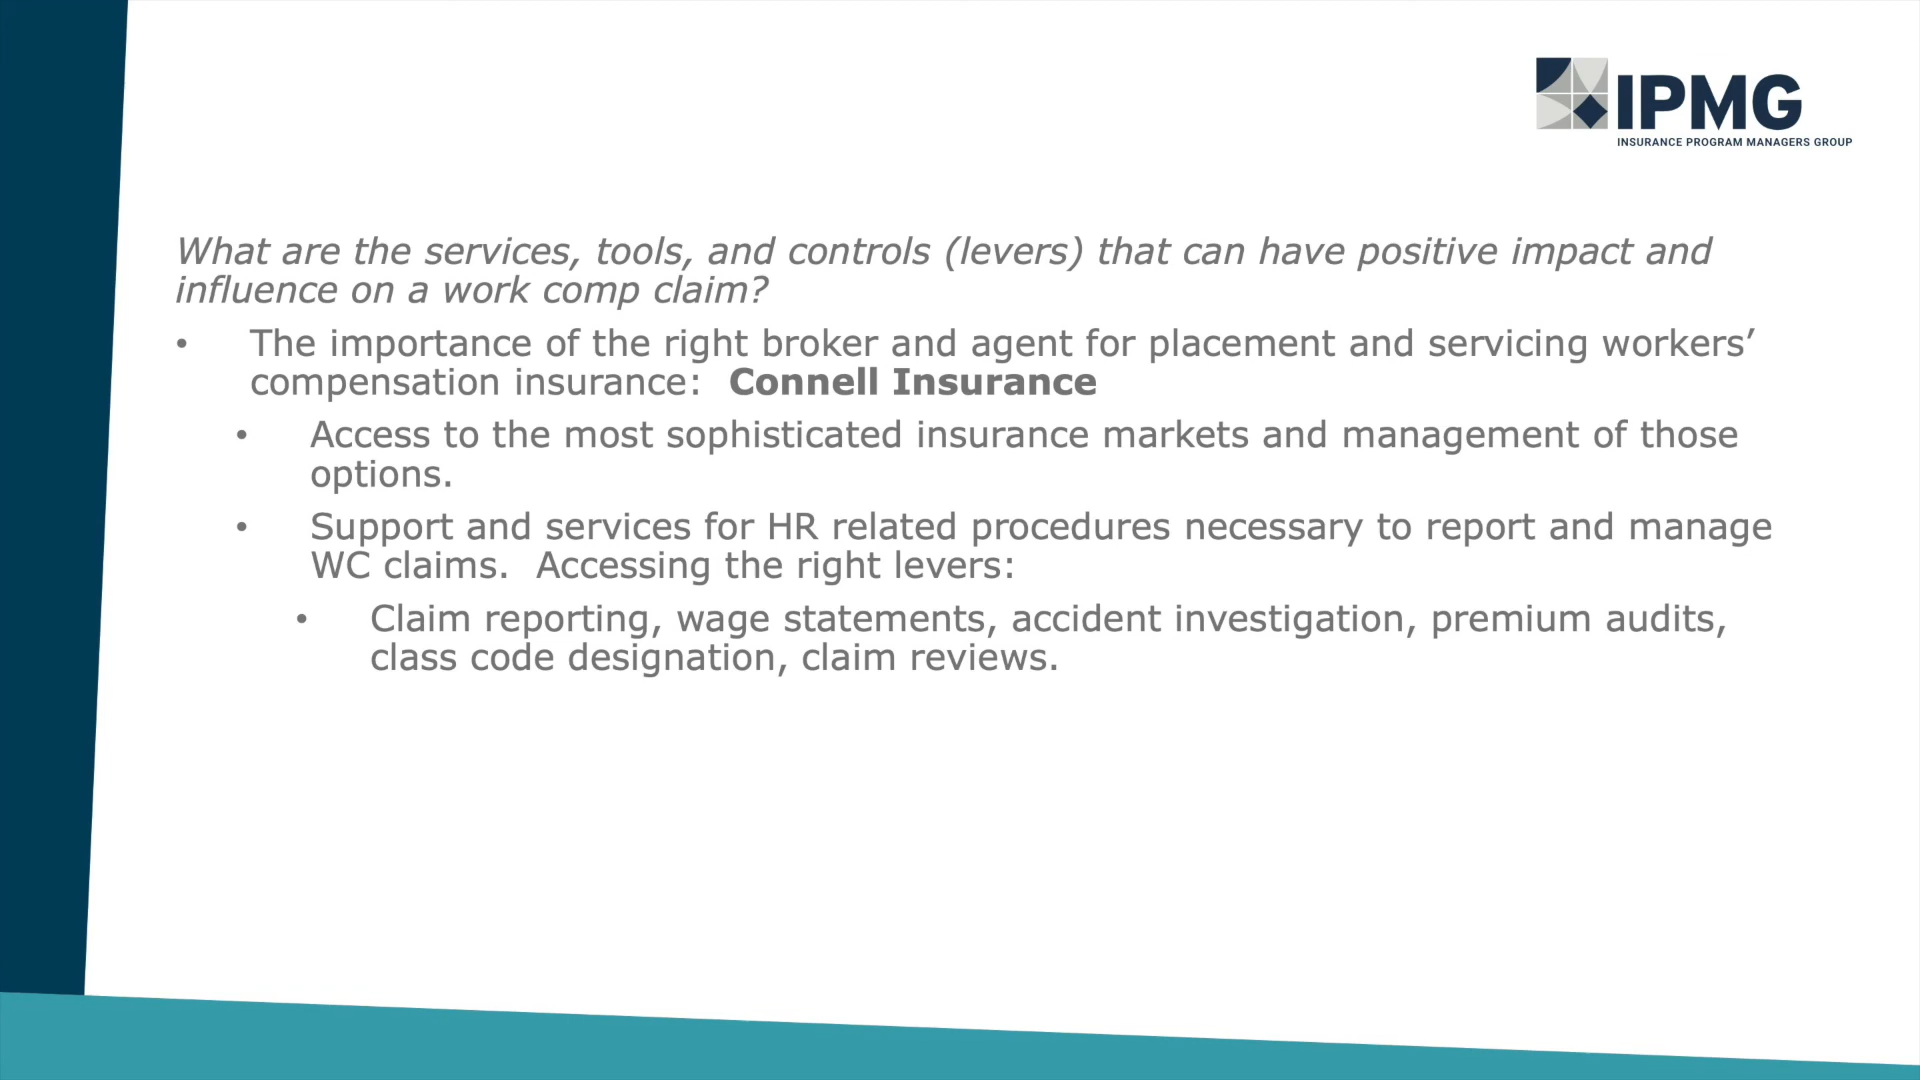 IPMG
INSURANCE PROGRAM MANAGERS GROUP
What are the services, tools, and controls (levers) that can have positive impact and
influence on a work comp claim?
• The importance of the right broker and agent for placement and servicing workers’
compensation insurance:  Connell Insurance
• Access to the most sophisticated insurance markets and management of those
options.
• Support and services for HR related procedures necessary to report and manage
WC claims.  Accessing the right levers:
• Claim reporting, wage statements, accident investigation, premium audits,
class code designation, claim reviews.